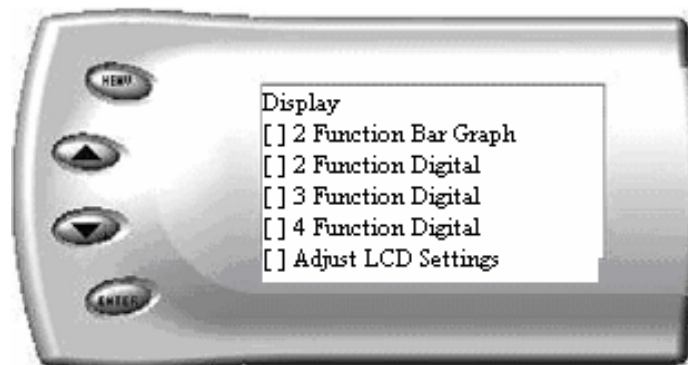 MENU
Display
[ ] 2 Function Bar Graph
[ ] 2 Function Digital
[ ] 3 Function Digital
[ ] 4 Function Digital
[ ] Adjust LCD Settings
ENTER